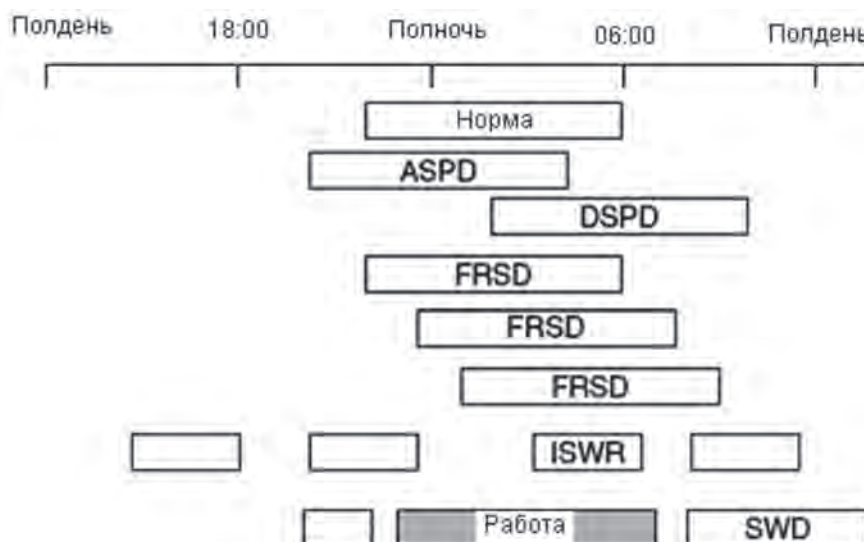 Полдень 18:00 Полночь 06:00 Полдень
Норма
ASPD
DSPD
FRSD
FRSD
FRSD
ISWR
Работа SWD